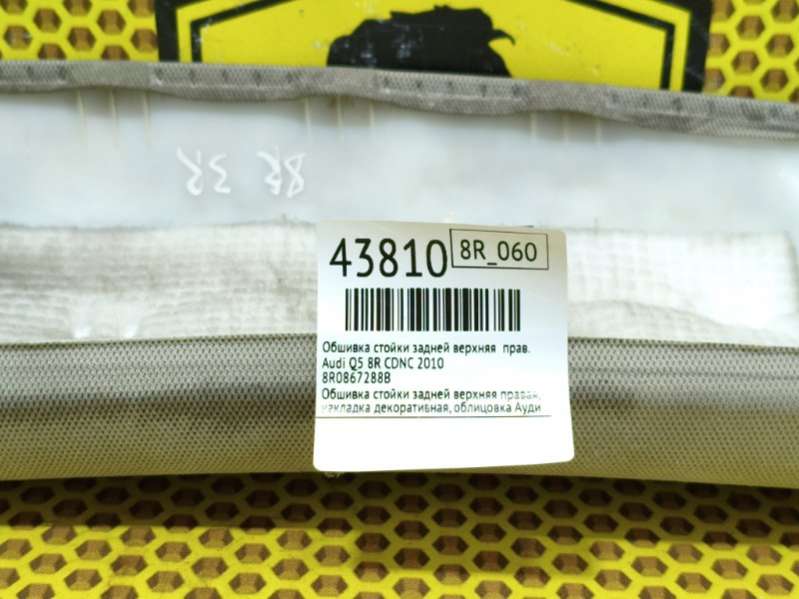 8R 3R
43810
8R_060
Обшивка стойки задней верхняя прав.
Audi Q5 8R CDNC 2010
8R0867288B
Обшивка стойки задней верхняя правая,
накладка декоративная, облицовка Ауди